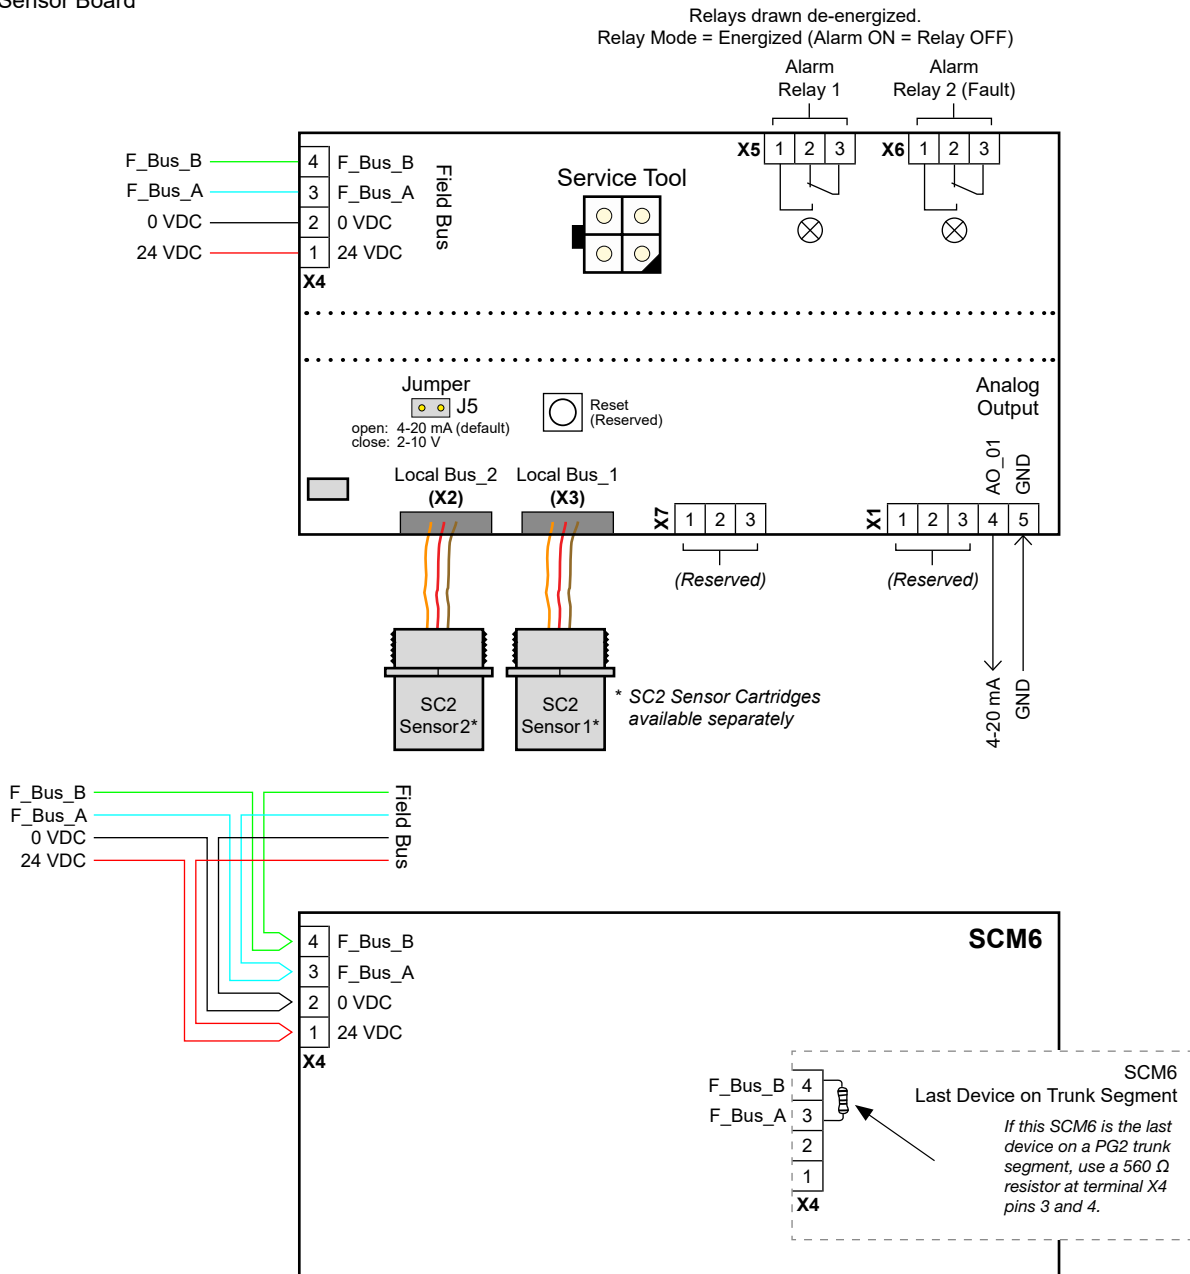 Sensor Board
Relays drawn de-energized.
Relay Mode = Energized (Alarm ON = Relay OFF)
Alarm
Relay 1
Alarm
Relay 2 (Fault)
X5 1 2 3
X6 1 2 3
F_Bus_B 4 F_Bus_B
F_Bus_A 3 F_Bus_A
0 VDC 2 0 VDC
24 VDC 1 24 VDC
X4
Field Bus
Service Tool
Jumper
J5
open: 4-20 mA (default)
close: 2-10 V
Reset
(Reserved)
Analog
Output
AO_01
GND
Local Bus_2
(X2)
Local Bus_1
(X3)
X7 1 2 3
(Reserved)
X1 1 2 3 4 5
(Reserved)
4-20 mA
GND
SC2
Sensor2*
SC2
Sensor1*
* SC2 Sensor Cartridges
available separately
F_Bus_B
F_Bus_A
0 VDC
24 VDC
Field Bus
SCM6
4 F_Bus_B
3 F_Bus_A
2 0 VDC
1 24 VDC
X4
SCM6
Last Device on Trunk Segment
F_Bus_B 4
F_Bus_A 3
2
1
X4
If this SCM6 is the last
device on a PG2 trunk
segment, use a 560 Ω
resistor at terminal X4
pins 3 and 4.